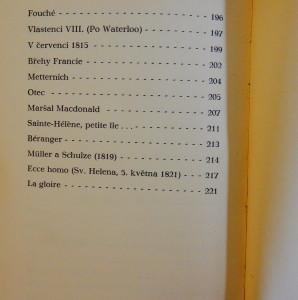 Fouché - - - - - - - - - - - - - - - - - - - - - 196
Vlastenci VIII. (Po Waterloo) - - - - - - - - - 197
V červenci 1815 - - - - - - - - - - - - - - - - 199
Břehy Francie - - - - - - - - - - - - - - - - - 202
Metternich - - - - - - - - - - - - - - - - - - - 204
Otec - - - - - - - - - - - - - - - - - - - - - - 205
Maršal Macdonald - - - - - - - - - - - - - - - 207
Sainte-Hélène, petite île . . . - - - - - - - - - 211
Béranger - - - - - - - - - - - - - - - - - - - - 213
Müller a Schulze (1819) - - - - - - - - - - - - 214
Ecce homo (Sv. Helena, 5. května 1821) - - - 217
La gloire - - - - - - - - - - - - - - - - - - - - 221